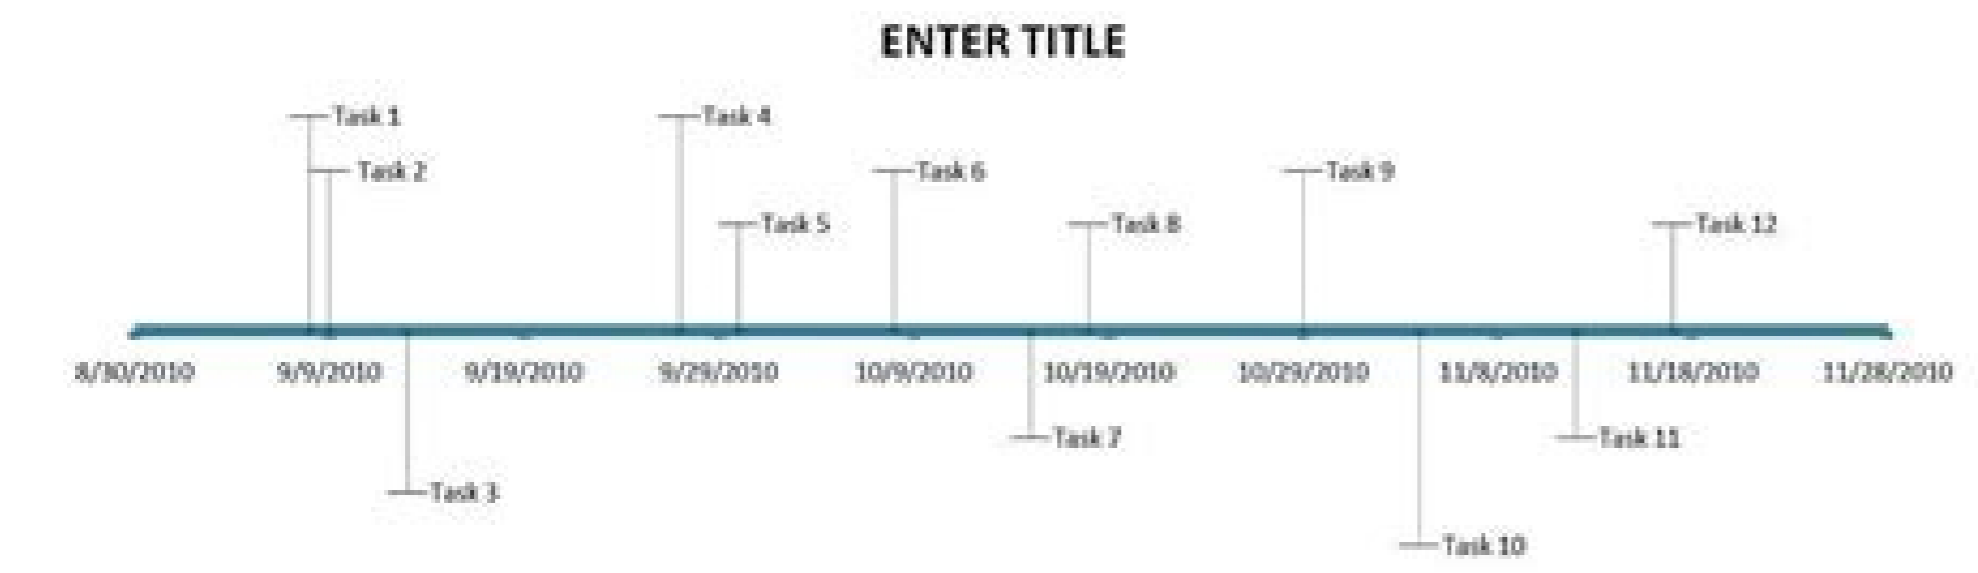 ENTER TITLE
Task 1
Task 4
Task 2
Task 6
Task 9
Task 5
Task 8
Task 12
8/30/2010
9/9/2010
9/19/2010
9/29/2010
10/9/2010
10/19/2010
10/29/2010
11/8/2010
11/18/2010
11/28/2010
Task 7
Task 11
Task 3
Task 10